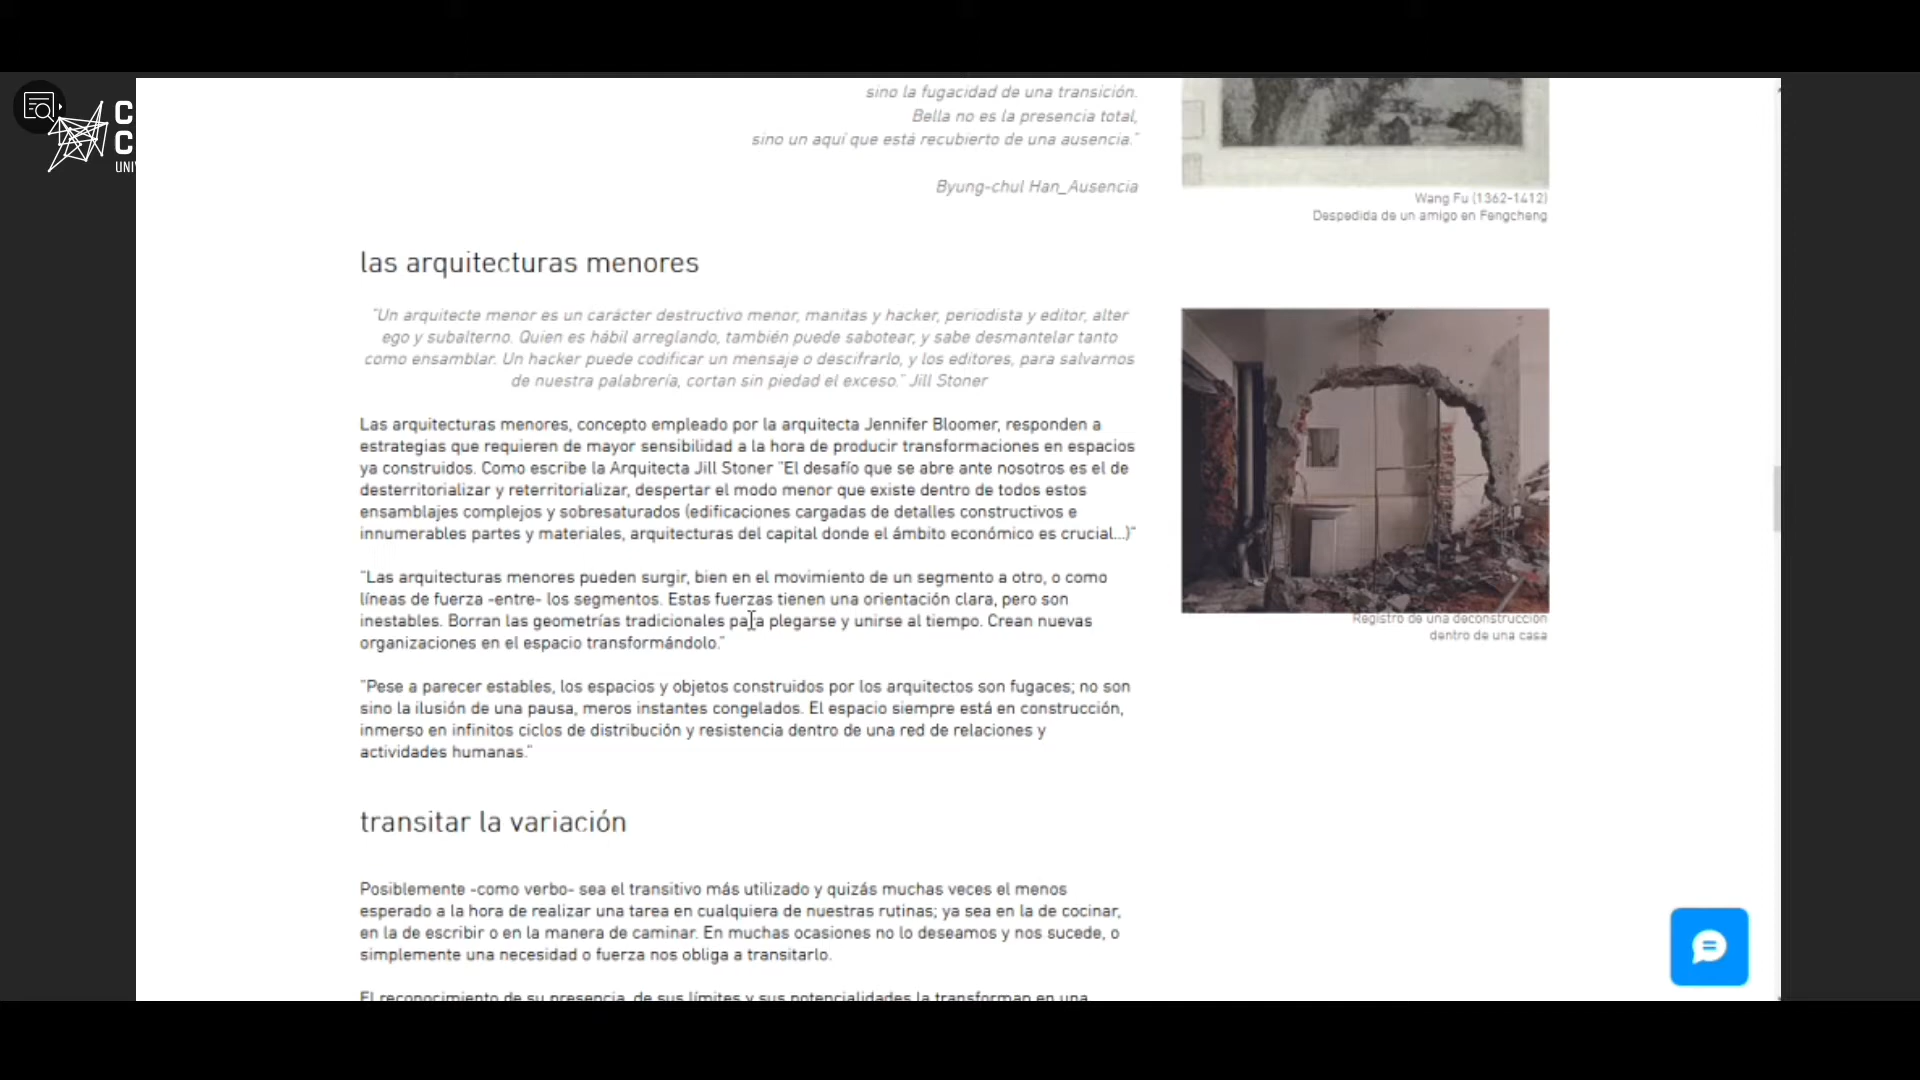 C
C
UNI
sino la fugacidad de una transición.
Bella no es la presencia total,
sino un aquí que está recubierto de una ausencia."
Byung-chul Han_Ausencia
Wang Fu (1362-1412)
Despedida de un amigo en Fengcheng
las arquitecturas menores
"Un arquitecte menor es un carácter destructivo menor, manitas y hacker, periodista y editor, alter
ego y subalterno. Quien es hábil arreglando, también puede sabotear, y sabe desmantelar tanto
como ensamblar. Un hacker puede codificar un mensaje o descifrarlo, y los editores, para salvarnos
de nuestra palabrería, cortan sin piedad el exceso." Jill Stoner
Las arquitecturas menores, concepto empleado por la arquitecta Jennifer Bloomer, responden a
estrategias que requieren de mayor sensibilidad a la hora de producir transformaciones en espacios
ya construidos. Como escribe la Arquitecta Jill Stoner "El desafío que se abre ante nosotros es el de
desterritorializar y reterritorializar, despertar el modo menor que existe dentro de todos estos
ensamblajes complejos y sobresaturados (edificaciones cargadas de detalles constructivos e
innumerables partes y materiales, arquitecturas del capital donde el ámbito económico es crucial...)"
"Las arquitecturas menores pueden surgir, bien en el movimiento de un segmento a otro, o como
líneas de fuerza -entre- los segmentos. Estas fuerzas tienen una orientación clara, pero son
inestables. Borran las geometrías tradicionales para plegarse y unirse al tiempo. Crean nuevas
organizaciones en el espacio transformándolo."
Registro de una deconstrucción
dentro de una casa
"Pese a parecer estables, los espacios y objetos construidos por los arquitectos son fugaces; no son
sino la ilusión de una pausa, meros instantes congelados. El espacio siempre está en construcción,
inmerso en infinitos ciclos de distribución y resistencia dentro de una red de relaciones y
actividades humanas."
transitar la variación
Posiblemente -como verbo- sea el transitivo más utilizado y quizás muchas veces el menos
esperado a la hora de realizar una tarea en cualquiera de nuestras rutinas; ya sea en la de cocinar,
en la de escribir o en la manera de caminar. En muchas ocasiones no lo deseamos y nos sucede, o
simplemente una necesidad o fuerza nos obliga a transitarlo.
El reconocimiento de su presencia, de sus límites y sus potencialidades la transforman en una